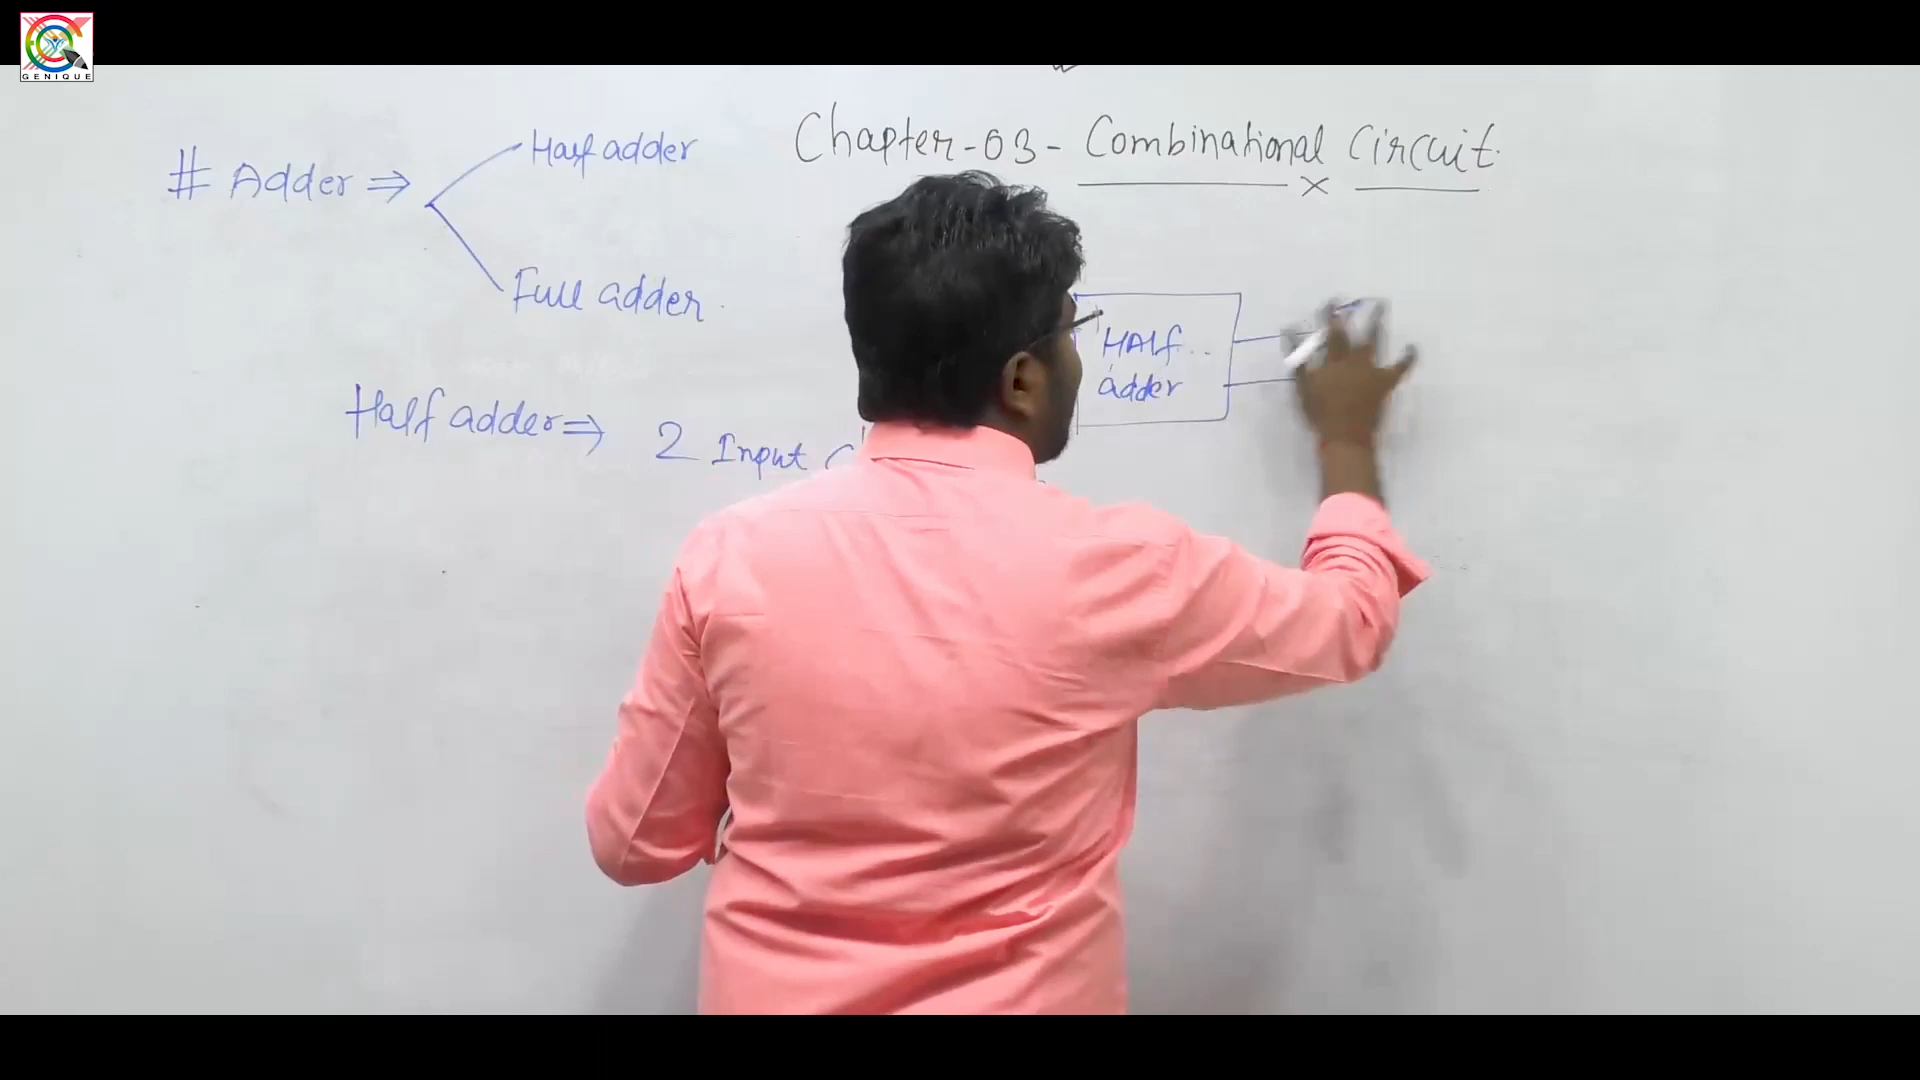 GENIQUE
Chapter-03- Combinational Circuit.
# Adder ⇒
Half adder
Full adder.
HAlf..
adder
Half adder ⇒ 2 Input